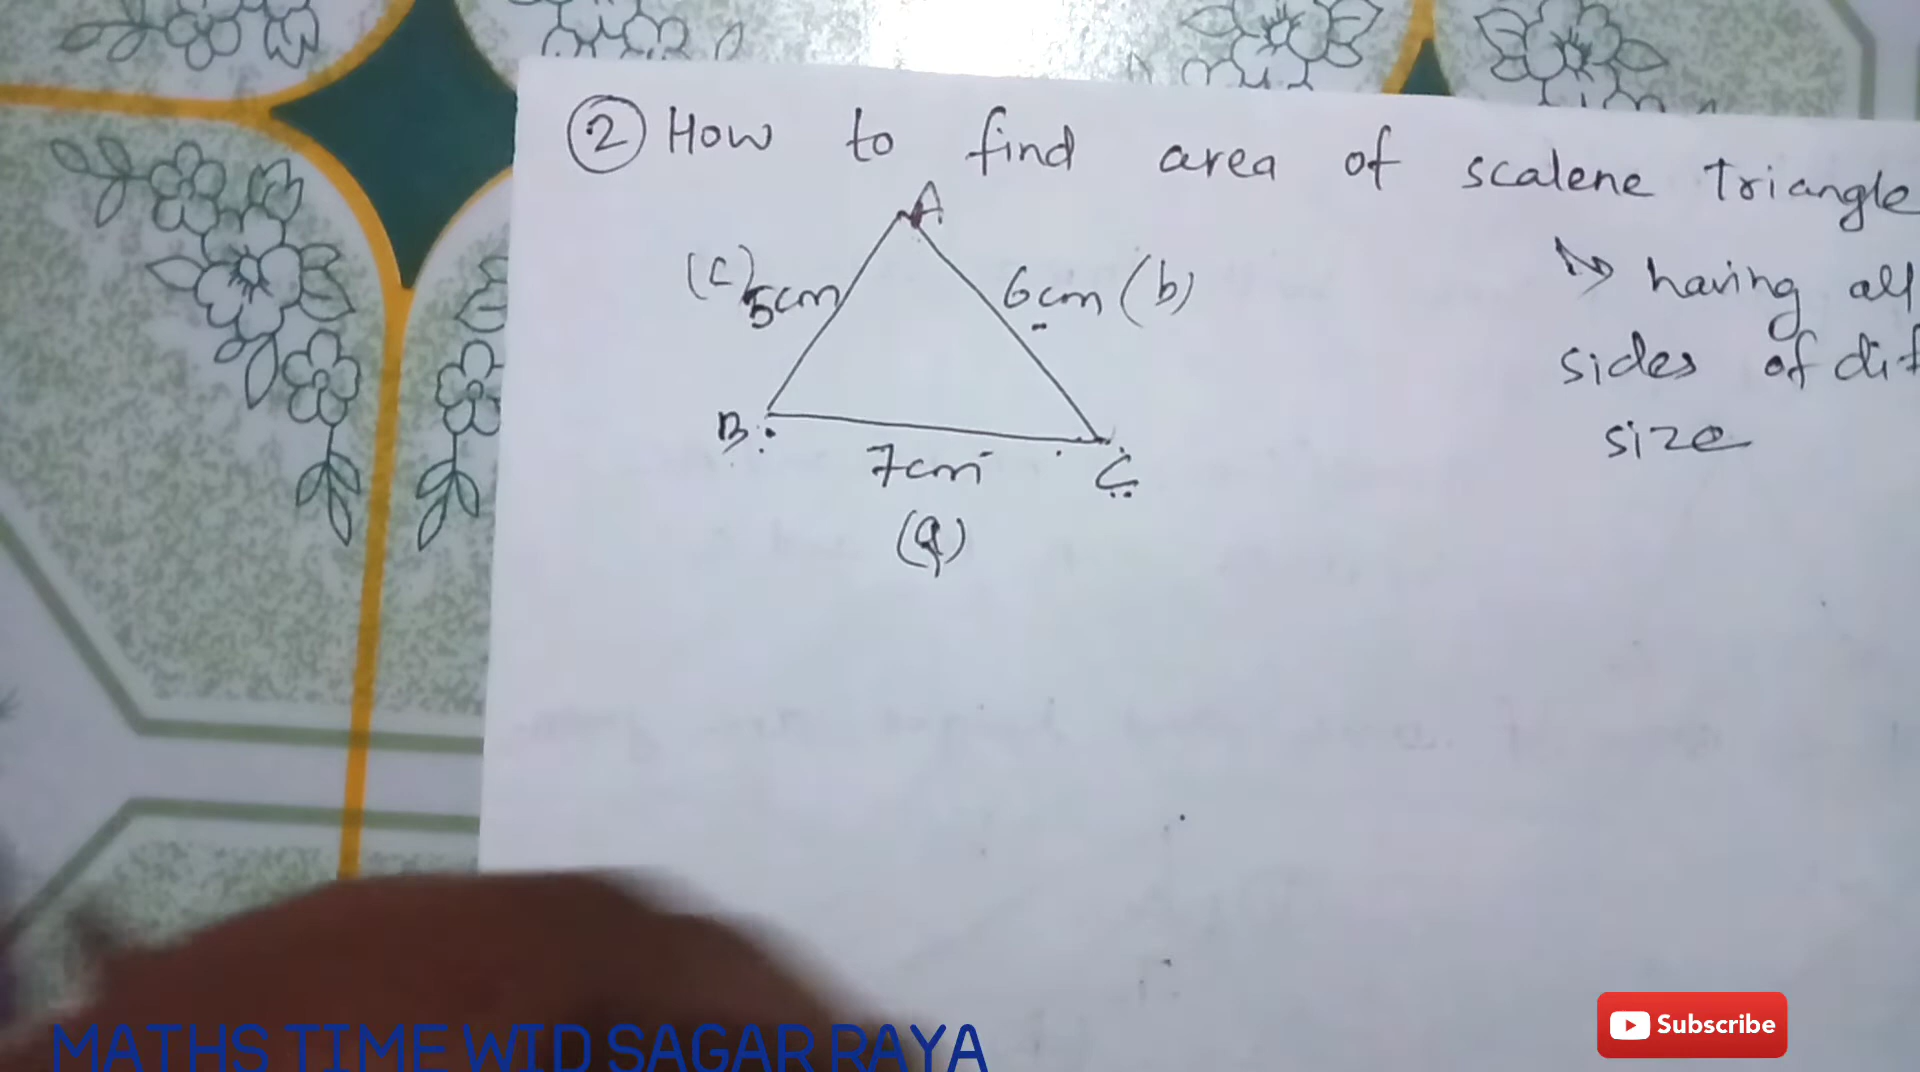 ② How to find area of scalene triangle
A
(c) 5cm
6cm (b)
having all
sides of dif
size
B
7cm
C
(a)
MATHS TIME WID SAGAR RAYA
Subscribe